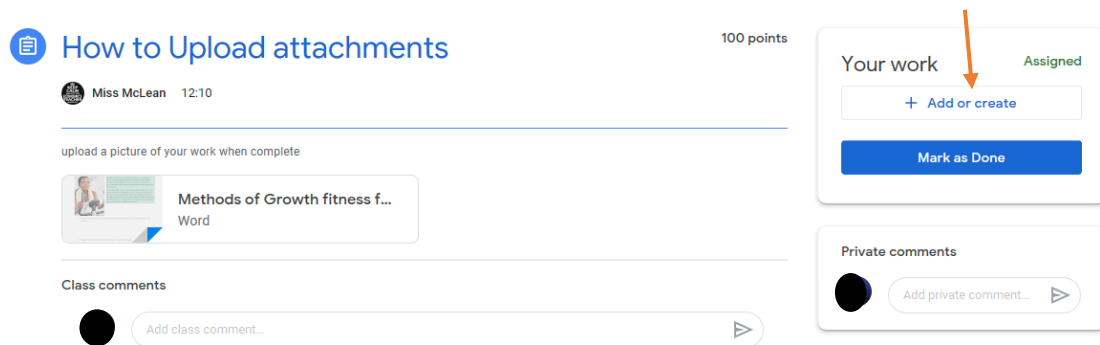 How to Upload attachments
100 points
Miss McLean 12:10
upload a picture of your work when complete
Methods of Growth fitness f...
Word
Class comments
Add class comment...
Your work
Assigned
+ Add or create
Mark as Done
Private comments
Add private comment...